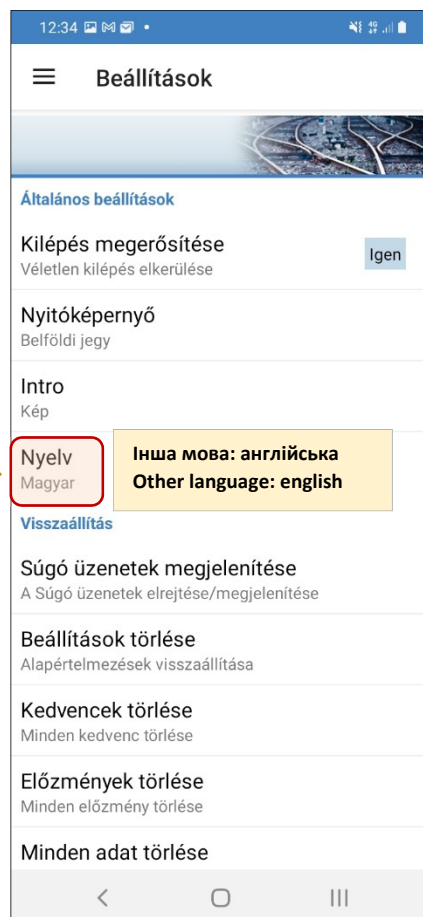 12:34
Beállítások
Általános beállítások
Kilépés megerősítése
Véletlen kilépés elkerülése
Igen
Nyitóképernyő
Belföldi jegy
Intro
Kép
Nyelv
Magyar
Інша мова: англійська
Other language: english
Visszaállítás
Súgó üzenetek megjelenítése
A Súgó üzenetek elrejtése/megjelenítése
Beállítások törlése
Alapértelmezések visszaállítása
Kedvencek törlése
Minden kedvenc törlése
Előzmények törlése
Minden előzmény törlése
Minden adat törlése